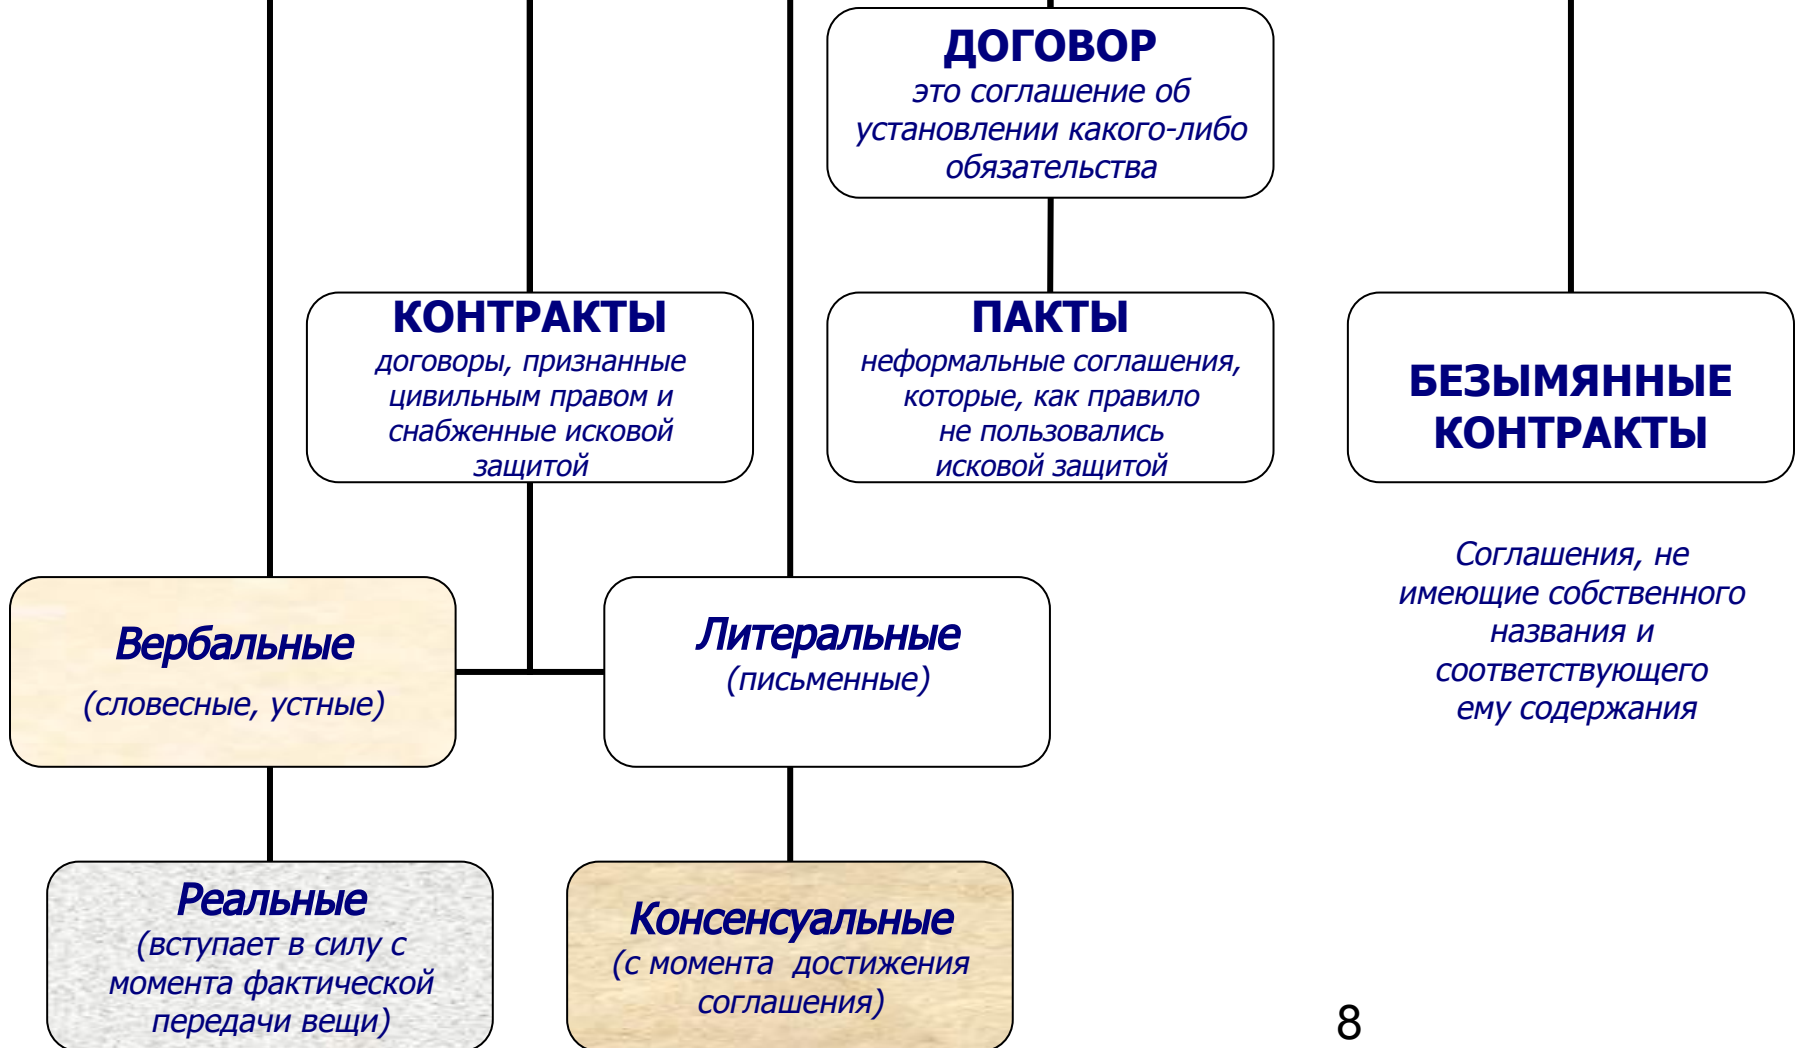 ДОГОВОР
это соглашение об
установлении какого-либо
обязательства
КОНТРАКТЫ
договоры, признанные
цивильным правом и
снабженные исковой
защитой
ПАКТЫ
неформальные соглашения,
которые, как правило
не пользовались
исковой защитой
БЕЗЫМЯННЫЕ
КОНТРАКТЫ
Соглашения, не
имеющие собственного
названия и
соответствующего
ему содержания
Вербальные
(словесные, устные)
Литеральные
(письменные)
Реальные
(вступает в силу с
момента фактической
передачи вещи)
Консенсуальные
(с момента достижения
соглашения)
8